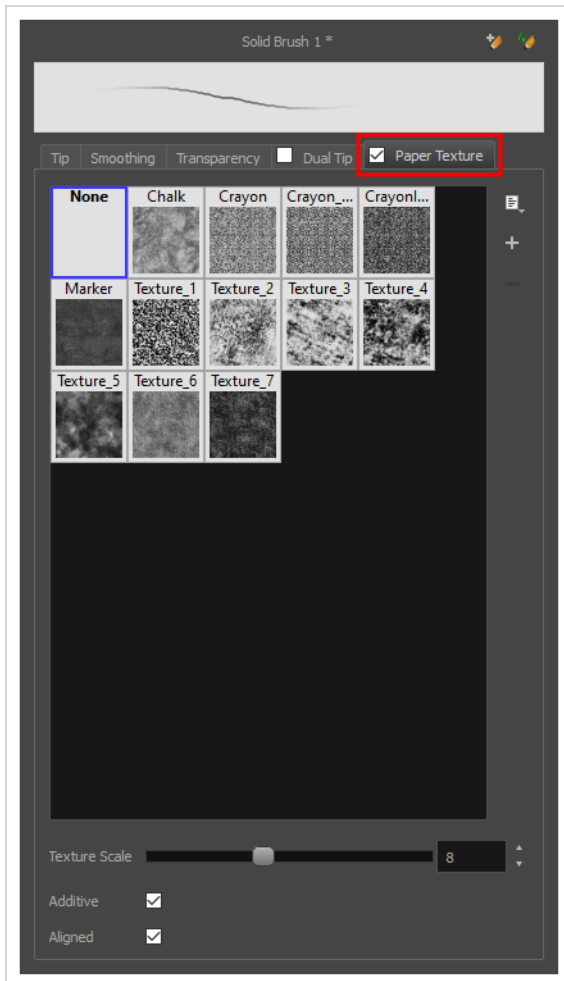 Solid Brush 1 *
Tip Smoothing Transparency Dual Tip Paper Texture
None Chalk Crayon Crayon_... Crayonl...
Marker Texture_1 Texture_2 Texture_3 Texture_4
Texture_5 Texture_6 Texture_7
Texture Scale 8
Additive
Aligned